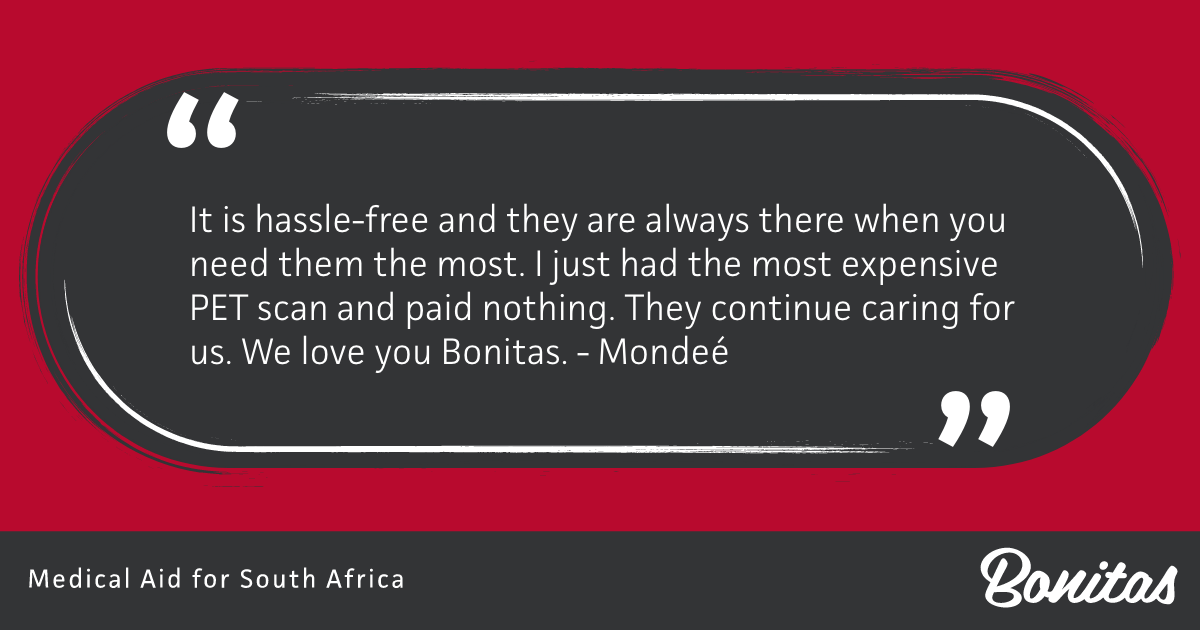 “
It is hassle-free and they are always there when you
need them the most. I just had the most expensive
PET scan and paid nothing. They continue caring for
us. We love you Bonitas. - Mondeé
”
Medical Aid for South Africa
Bonitas